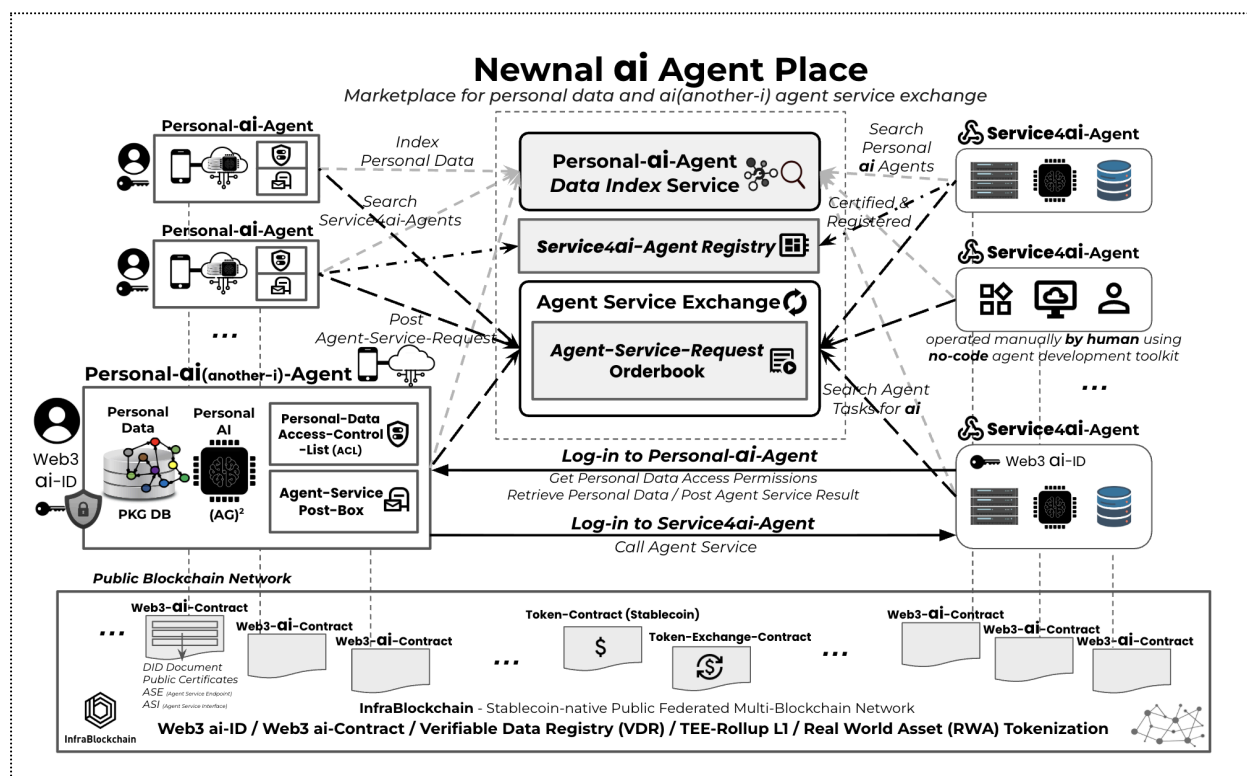 Newnal ai Agent Place
Marketplace for personal data and ai(another-i) agent service exchange
Personal-ai-Agent
Index
Personal Data
Search
Service4ai-Agents
Personal-ai-Agent
...
Post
Agent-Service-Request
Personal-ai-Agent
Data Index Service
Service4ai-Agent Registry
Agent Service Exchange
Agent-Service-Request
Orderbook
Search
Personal
ai Agents
Certified &
Registered
Search Agent
Tasks for ai
Service4ai-Agent
Service4ai-Agent
operated manually by human using
no-code agent development toolkit
...
Service4ai-Agent
Web3 ai-ID
Personal-ai(another-i)-Agent
Web3
ai-ID
Personal
Data
PKG DB
Personal
AI
(AG)²
Personal-Data
Access-Control
-List (ACL)
Agent-Service
Post-Box
Log-in to Personal-ai-Agent
Get Personal Data Access Permissions
Retrieve Personal Data / Post Agent Service Result
Log-in to Service4ai-Agent
Call Agent Service
Public Blockchain Network
...
Web3-ai-Contract
DID Document
Public Certificates
ASE (Agent Service Endpoint)
ASI (Agent Service Interface)
Web3-ai-Contract
Web3-ai-Contract
...
Token-Contract (Stablecoin)
$
Token-Exchange-Contract
$
...
Web3-ai-Contract
Web3-ai-Contract
Web3-ai-Contract
InfraBlockchain
InfraBlockchain - Stablecoin-native Public Federated Multi-Blockchain Network
Web3 ai-ID / Web3 ai-Contract / Verifiable Data Registry (VDR) / TEE-Rollup L1 / Real World Asset (RWA) Tokenization